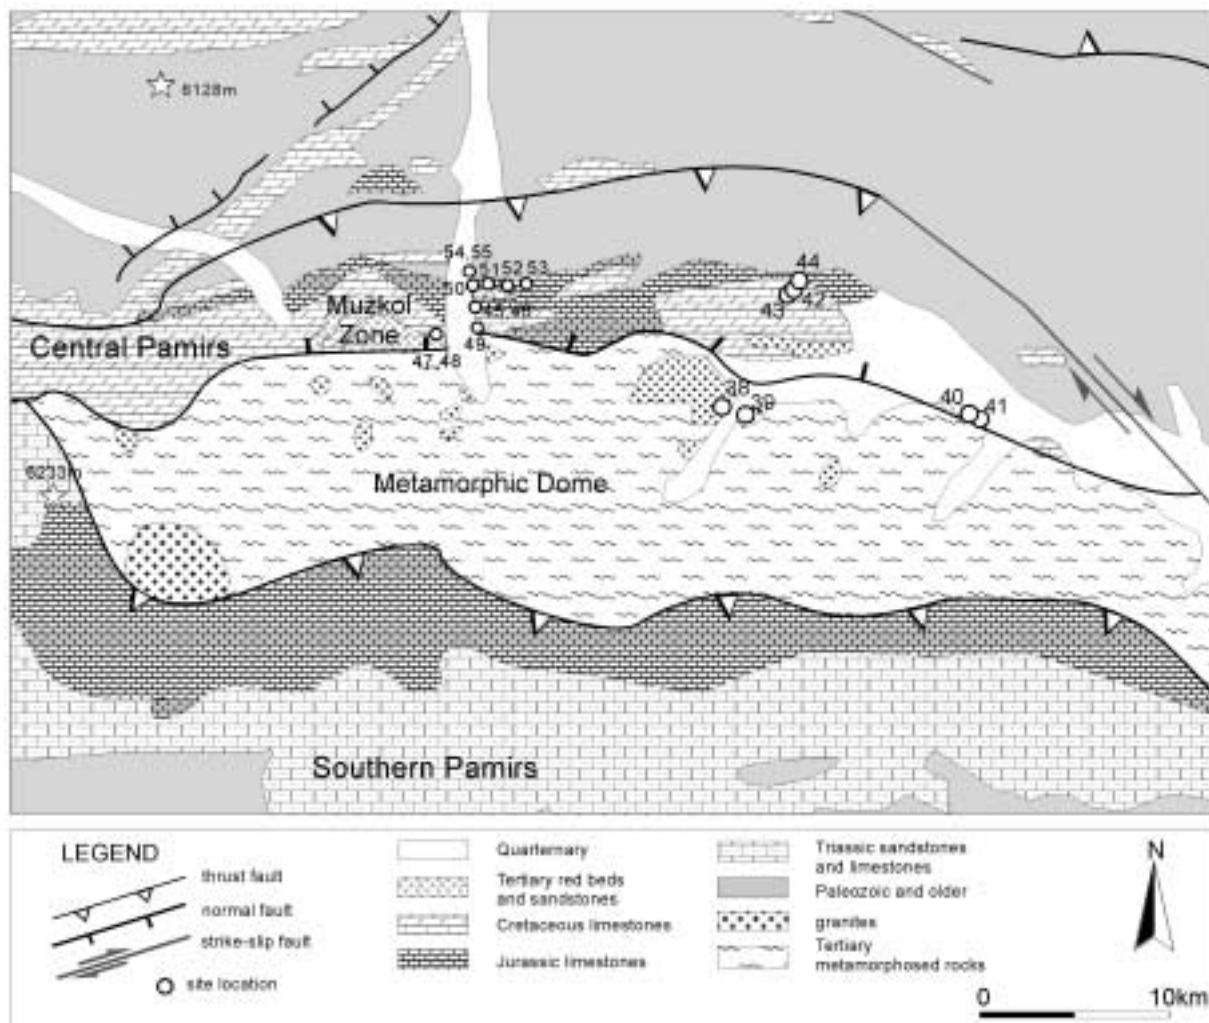 6128m
54,55
51 52 53
50
45,46
49
47,48
44
43 42
Muzkol
Zone
Central Pamirs
38
39
40
41
6233m
Metamorphic Dome
Southern Pamirs
LEGEND
thrust fault
normal fault
strike-slip fault
site location
Quarternary
Tertiary red beds
and sandstones
Cretaceous limestones
Jurassic limestones
Triassic sandstones
and limestones
Paleozoic and older
granites
Tertiary
metamorphosed rocks
N
0 10km